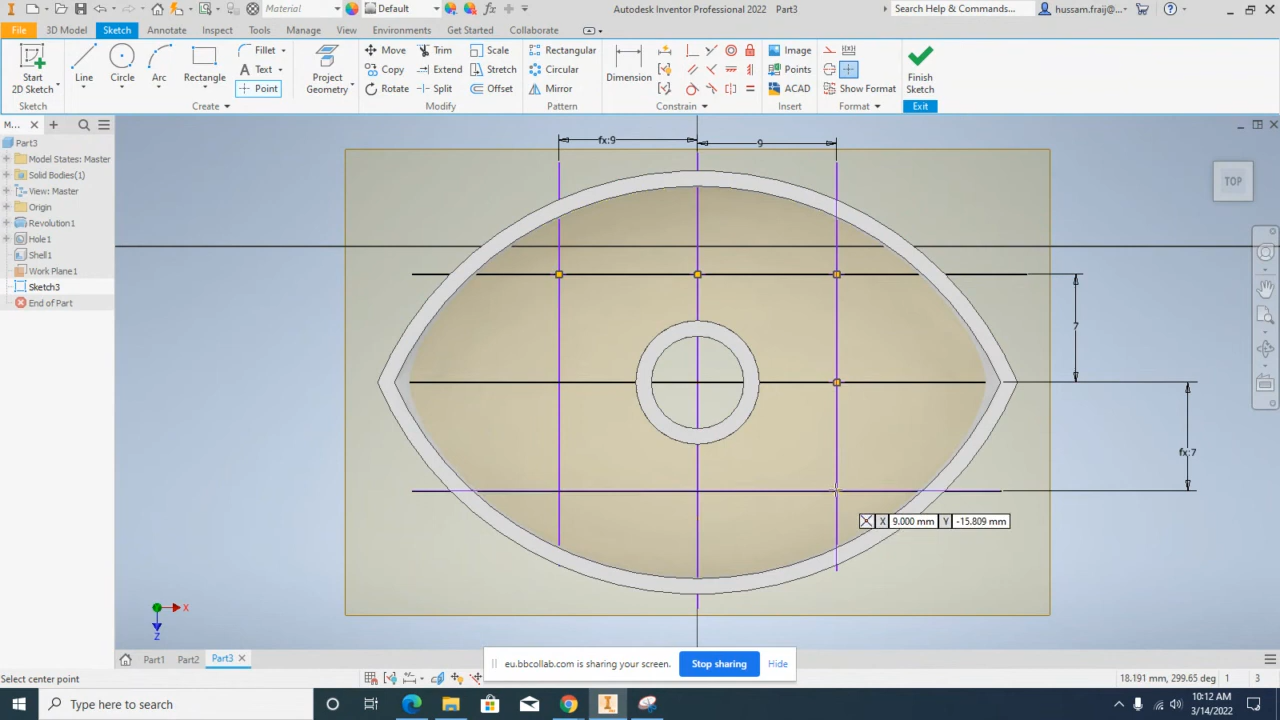 Material Default Autodesk Inventor Professional 2022 Part3 Search Help & Commands... hussam.fraij@...
File 3D Model Sketch Annotate Inspect Tools Manage View Environments Get Started Collaborate
Start
2D Sketch
Line
Circle
Arc
Rectangle
Fillet
Text
Point
Project
Geometry
Move Trim Scale
Copy Extend Stretch
Rotate Split Offset
Rectangular
Circular
Mirror
Dimension
Image
Points
ACAD
Show Format
Finish
Sketch
Sketch Create Modify Pattern Constrain Insert Format Exit
M...
Part3
Model States: Master
Solid Bodies(1)
View: Master
Origin
Revolution1
Hole1
Shell1
Work Plane1
Sketch3
End of Part
fx:9 9
TOP
7
fx:7
X 9.000 mm Y -15.809 mm
X
Z
Part1 Part2 Part3
eu.bbcollab.com is sharing your screen. Stop sharing Hide
Select center point 18.191 mm, 299.65 deg 1 3
Type here to search
10:12 AM
3/14/2022